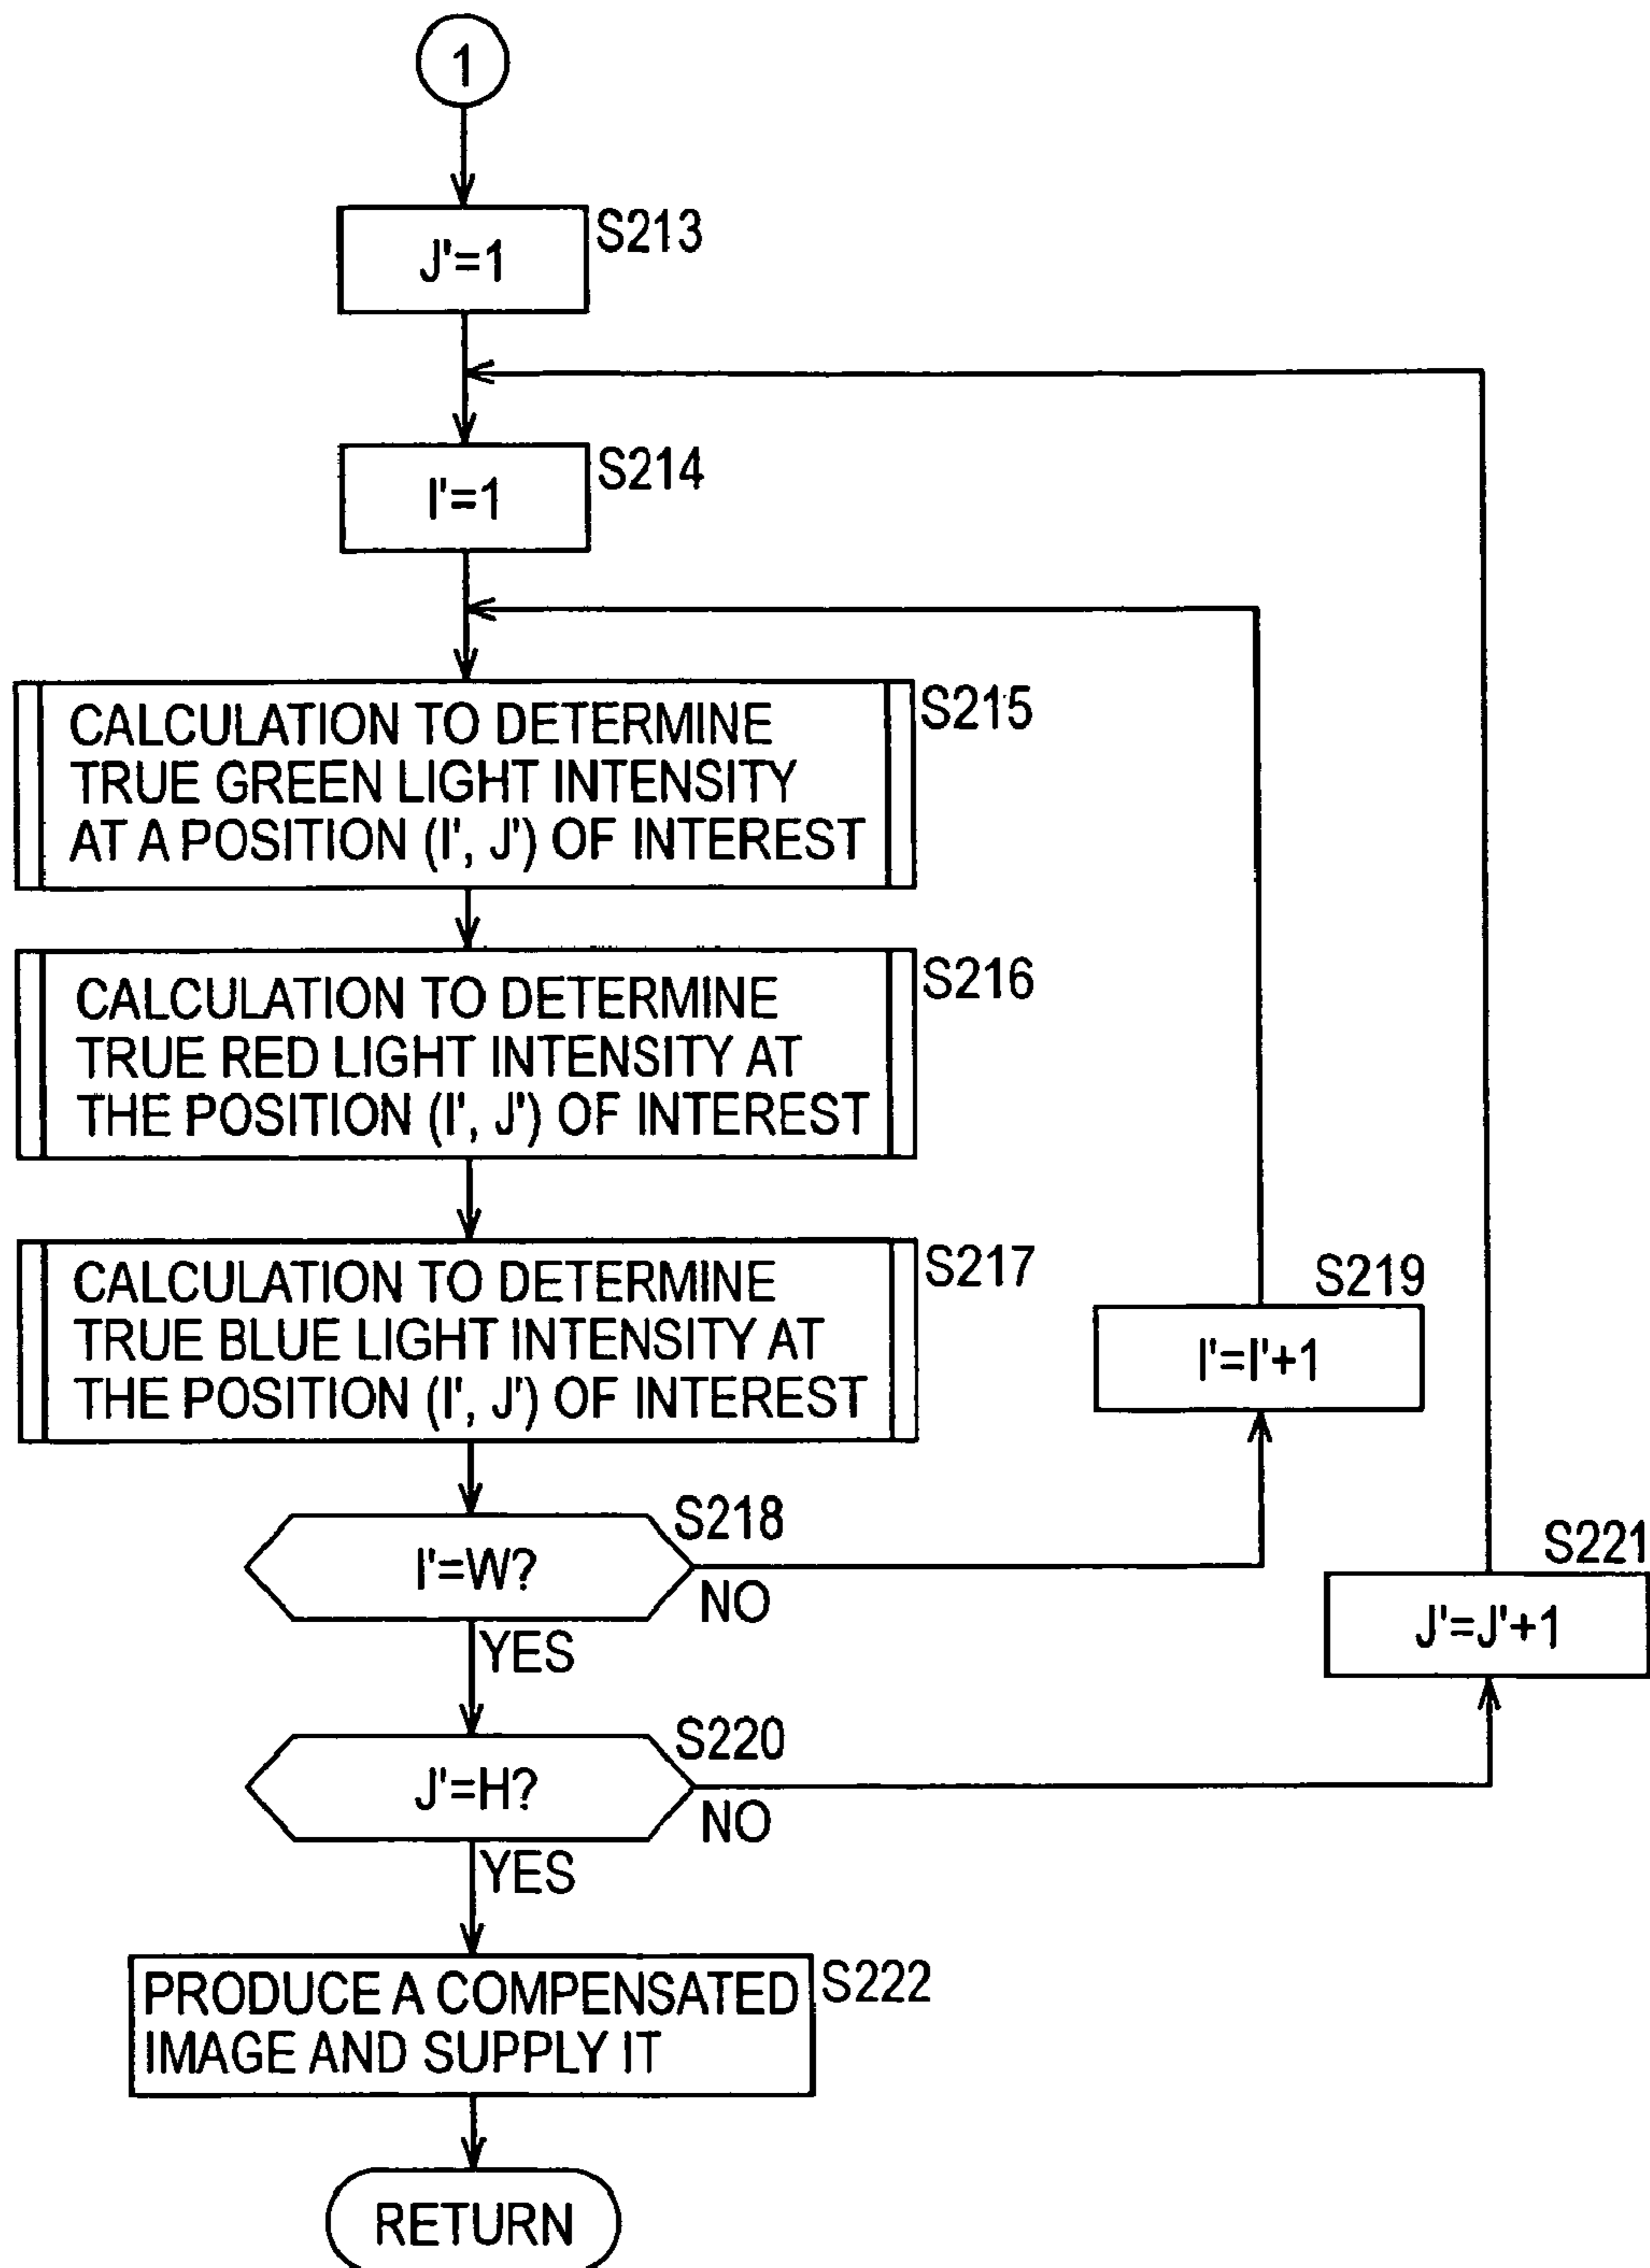 1
J'=1
S213
I'=1
S214
CALCULATION TO DETERMINE
TRUE GREEN LIGHT INTENSITY
AT A POSITION (I', J') OF INTEREST
S215
CALCULATION TO DETERMINE
TRUE RED LIGHT INTENSITY AT
THE POSITION (I', J') OF INTEREST
S216
CALCULATION TO DETERMINE
TRUE BLUE LIGHT INTENSITY AT
THE POSITION (I', J') OF INTEREST
S217
S219
I'=I'+1
S218
I'=W?
NO
YES
S221
J'=J'+1
S220
J'=H?
NO
YES
PRODUCE A COMPENSATED
IMAGE AND SUPPLY IT
S222
RETURN